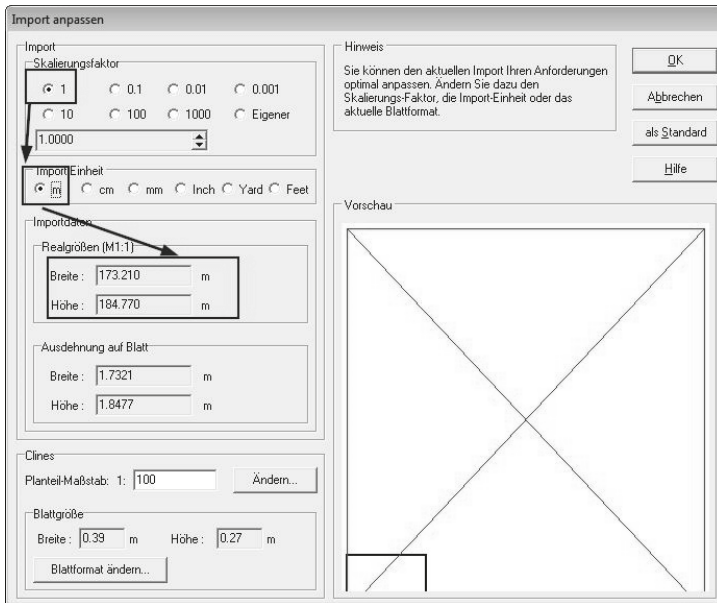 Import anpassen
Import
Skalierungsfaktor
1 0.1 0.01 0.001
10 100 1000 Eigener
1.0000
Import Einheit
m cm mm Inch Yard Feet
Importdaten
Realgrößen (M1:1)
Breite : 173.210 m
Höhe : 184.770 m
Ausdehnung auf Blatt
Breite : 1.7321 m
Höhe : 1.8477 m
Clines
Planteil-Maßstab: 1: 100 Ändern...
Blattgröße
Breite : 0.39 m Höhe : 0.27 m
Blattformat ändern...
Hinweis
Sie können den aktuellen Import Ihren Anforderungen
optimal anpassen. Ändern Sie dazu den
Skalierungs-Faktor, die Import-Einheit oder das
aktuelle Blattformat.
OK
Abbrechen
als Standard
Hilfe
Vorschau